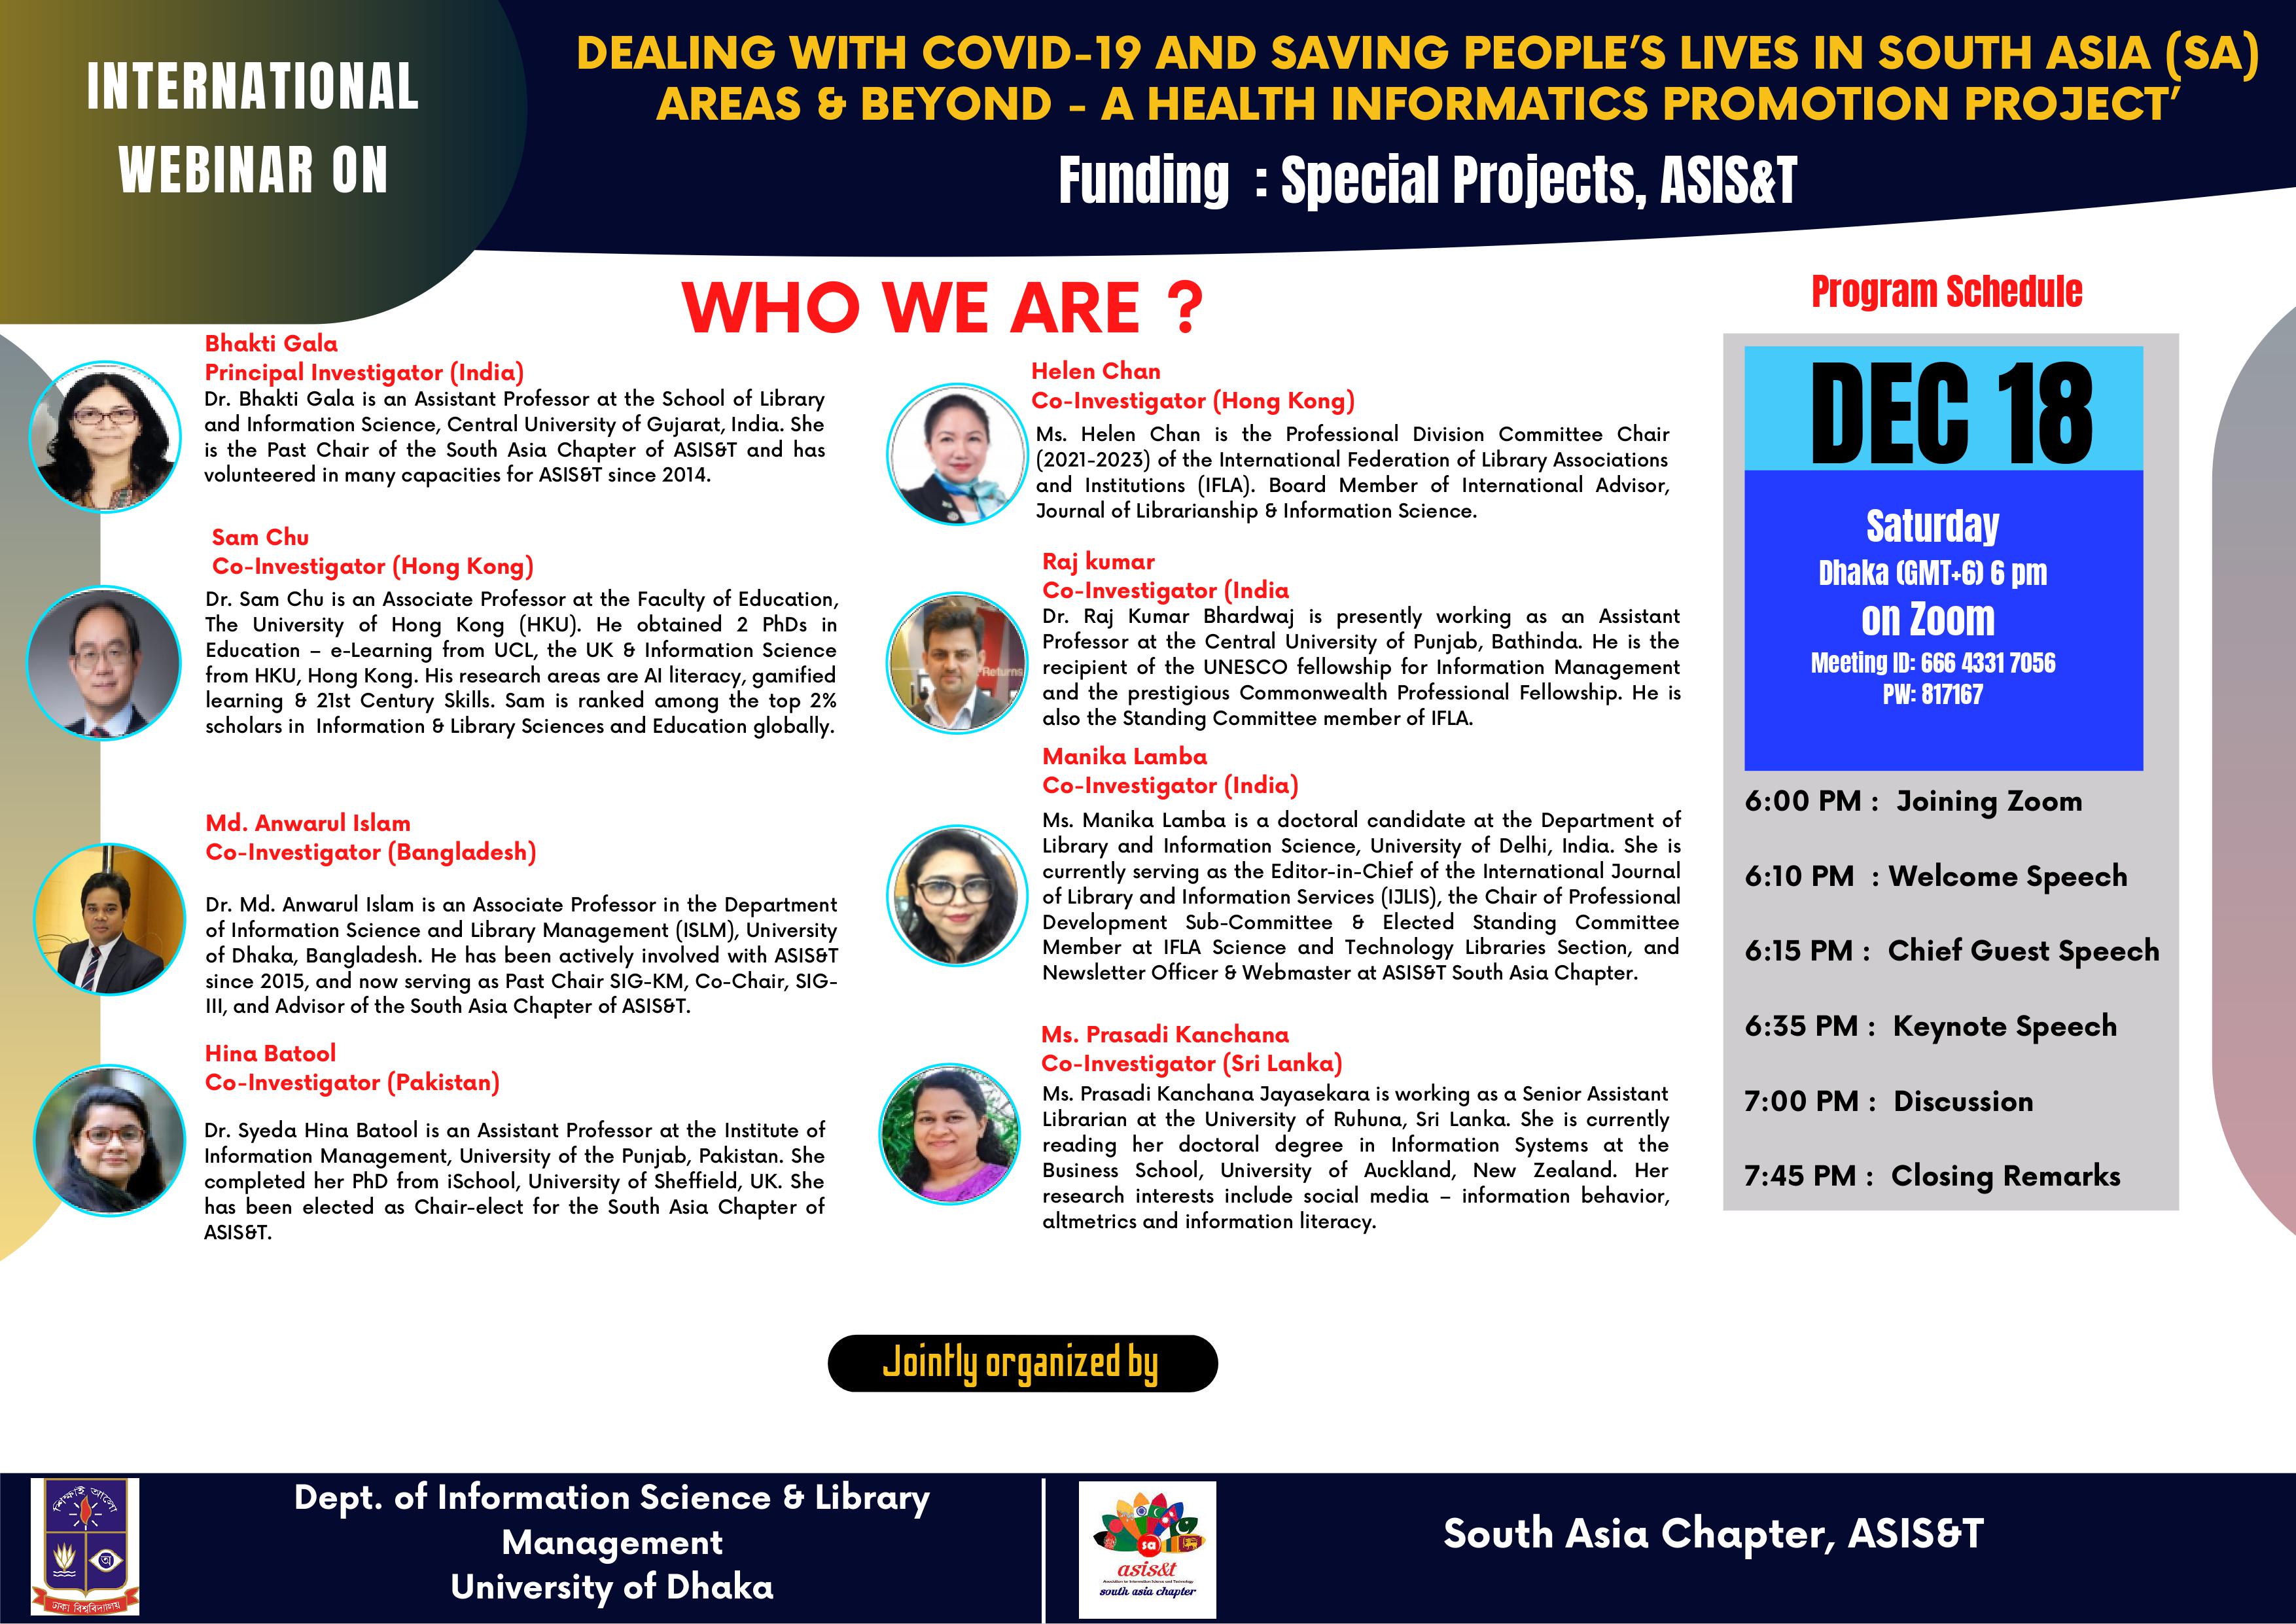 INTERNATIONAL
WEBINAR ON
DEALING WITH COVID-19 AND SAVING PEOPLE’S LIVES IN SOUTH ASIA (SA)
AREAS & BEYOND - A HEALTH INFORMATICS PROMOTION PROJECT’
Funding : Special Projects, ASIS&T
WHO WE ARE ?
Bhakti Gala
Principal Investigator (India)
Dr. Bhakti Gala is an Assistant Professor at the School of Library
and Information Science, Central University of Gujarat, India. She
is the Past Chair of the South Asia Chapter of ASIS&T and has
volunteered in many capacities for ASIS&T since 2014.
Sam Chu
Co-Investigator (Hong Kong)
Dr. Sam Chu is an Associate Professor at the Faculty of Education,
The University of Hong Kong (HKU). He obtained 2 PhDs in
Education – e-Learning from UCL, the UK & Information Science
from HKU, Hong Kong. His research areas are AI literacy, gamified
learning & 21st Century Skills. Sam is ranked among the top 2%
scholars in Information & Library Sciences and Education globally.
Md. Anwarul Islam
Co-Investigator (Bangladesh)
Dr. Md. Anwarul Islam is an Associate Professor in the Department
of Information Science and Library Management (ISLM), University
of Dhaka, Bangladesh. He has been actively involved with ASIS&T
since 2015, and now serving as Past Chair SIG-KM, Co-Chair, SIG-
III, and Advisor of the South Asia Chapter of ASIS&T.
Hina Batool
Co-Investigator (Pakistan)
Dr. Syeda Hina Batool is an Assistant Professor at the Institute of
Information Management, University of the Punjab, Pakistan. She
completed her PhD from iSchool, University of Sheffield, UK. She
has been elected as Chair-elect for the South Asia Chapter of
ASIS&T.
Helen Chan
Co-Investigator (Hong Kong)
Ms. Helen Chan is the Professional Division Committee Chair
(2021-2023) of the International Federation of Library Associations
and Institutions (IFLA). Board Member of International Advisor,
Journal of Librarianship & Information Science.
Raj kumar
Co-Investigator (India
Dr. Raj Kumar Bhardwaj is presently working as an Assistant
Professor at the Central University of Punjab, Bathinda. He is the
recipient of the UNESCO fellowship for Information Management
and the prestigious Commonwealth Professional Fellowship. He is
also the Standing Committee member of IFLA.
Returns
Manika Lamba
Co-Investigator (India)
Ms. Manika Lamba is a doctoral candidate at the Department of
Library and Information Science, University of Delhi, India. She is
currently serving as the Editor-in-Chief of the International Journal
of Library and Information Services (IJLIS), the Chair of Professional
Development Sub-Committee & Elected Standing Committee
Member at IFLA Science and Technology Libraries Section, and
Newsletter Officer & Webmaster at ASIS&T South Asia Chapter.
Ms. Prasadi Kanchana
Co-Investigator (Sri Lanka)
Ms. Prasadi Kanchana Jayasekara is working as a Senior Assistant
Librarian at the University of Ruhuna, Sri Lanka. She is currently
reading her doctoral degree in Information Systems at the
Business School, University of Auckland, New Zealand. Her
research interests include social media – information behavior,
altmetrics and information literacy.
Program Schedule
DEC 18
Saturday
Dhaka (GMT+6) 6 pm
on Zoom
Meeting ID: 666 4331 7056
PW: 817167
6:00 PM : Joining Zoom
6:10 PM : Welcome Speech
6:15 PM : Chief Guest Speech
6:35 PM : Keynote Speech
7:00 PM : Discussion
7:45 PM : Closing Remarks
Jointly organized by
শিক্ষাই আলো
অ
ঢাকা বিশ্ববিদ্যালয়
Dept. of Information Science & Library
Management
University of Dhaka
sa
asis&t
Association for Information Science and Technology
south asia chapter
South Asia Chapter, ASIS&T